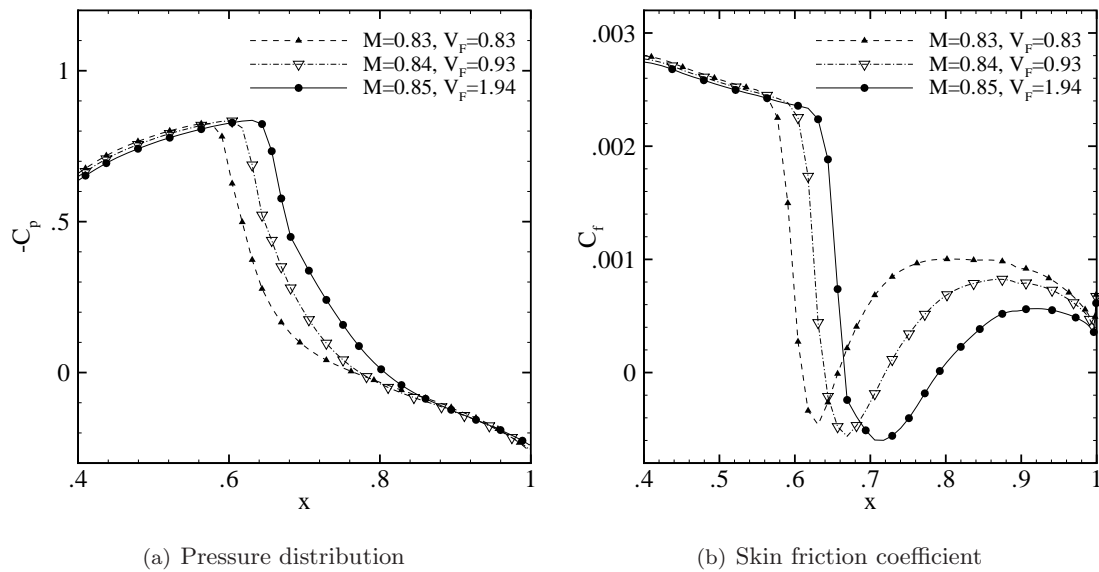 M=0.83, V_F=0.83
M=0.84, V_F=0.93
M=0.85, V_F=1.94
1
.5
0
-C_p
.4
.6
.8
1
x
(a) Pressure distribution
M=0.83, V_F=0.83
M=0.84, V_F=0.93
M=0.85, V_F=1.94
.003
.002
.001
0
C_f
.4
.5
.6
.7
.8
.9
1
x
(b) Skin friction coefficient